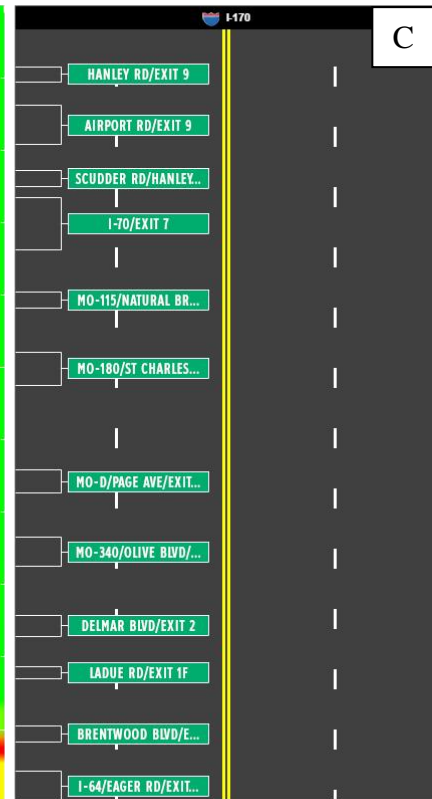 I-170
C
HANLEY RD/EXIT 9
AIRPORT RD/EXIT 9
SCUDDER RD/HANLEY...
I-70/EXIT 7
MO-115/NATURAL BR...
MO-180/ST CHARLES...
MO-D/PAGE AVE/EXIT...
MO-340/OLIVE BLVD/...
DELMAR BLVD/EXIT 2
LADUE RD/EXIT 1F
BRENTWOOD BLVD/E...
I-64/EAGER RD/EXIT...